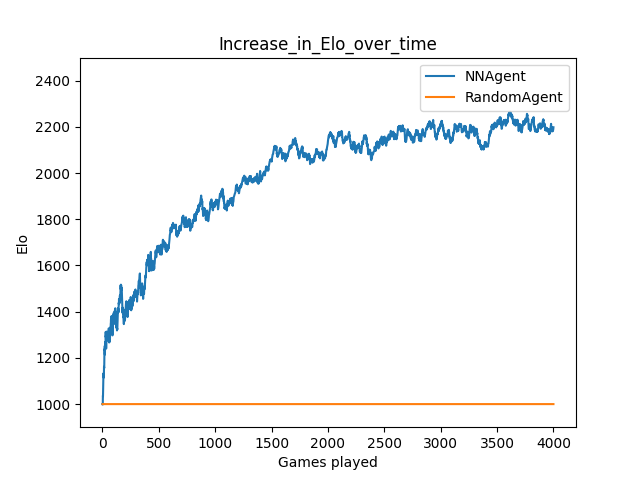 Increase_in_Elo_over_time
NNAgent
RandomAgent
2400
2200
2000
1800
1600
1400
1200
1000
Elo
0 500 1000 1500 2000 2500 3000 3500 4000
Games played